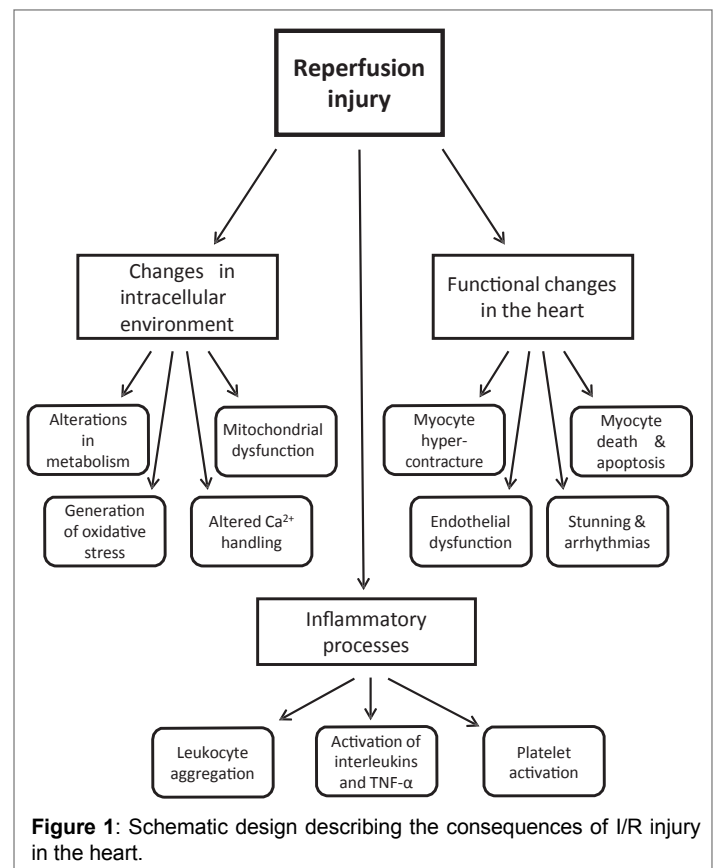 Reperfusion
injury
Changes in
intracellular
environment
Functional changes
in the heart
Alterations
in
metabolism
Mitochondrial
dysfunction
Generation
of oxidative
stress
Altered Ca²⁺
handling
Myocyte
hyper-
contracture
Myocyte
death & 
apoptosis
Endothelial
dysfunction
Stunning &
arrhythmias
Inflammatory
processes
Leukocyte
aggregation
Activation of
interleukins
and TNF-α
Platelet
activation
Figure 1: Schematic design describing the consequences of I/R injury
in the heart.